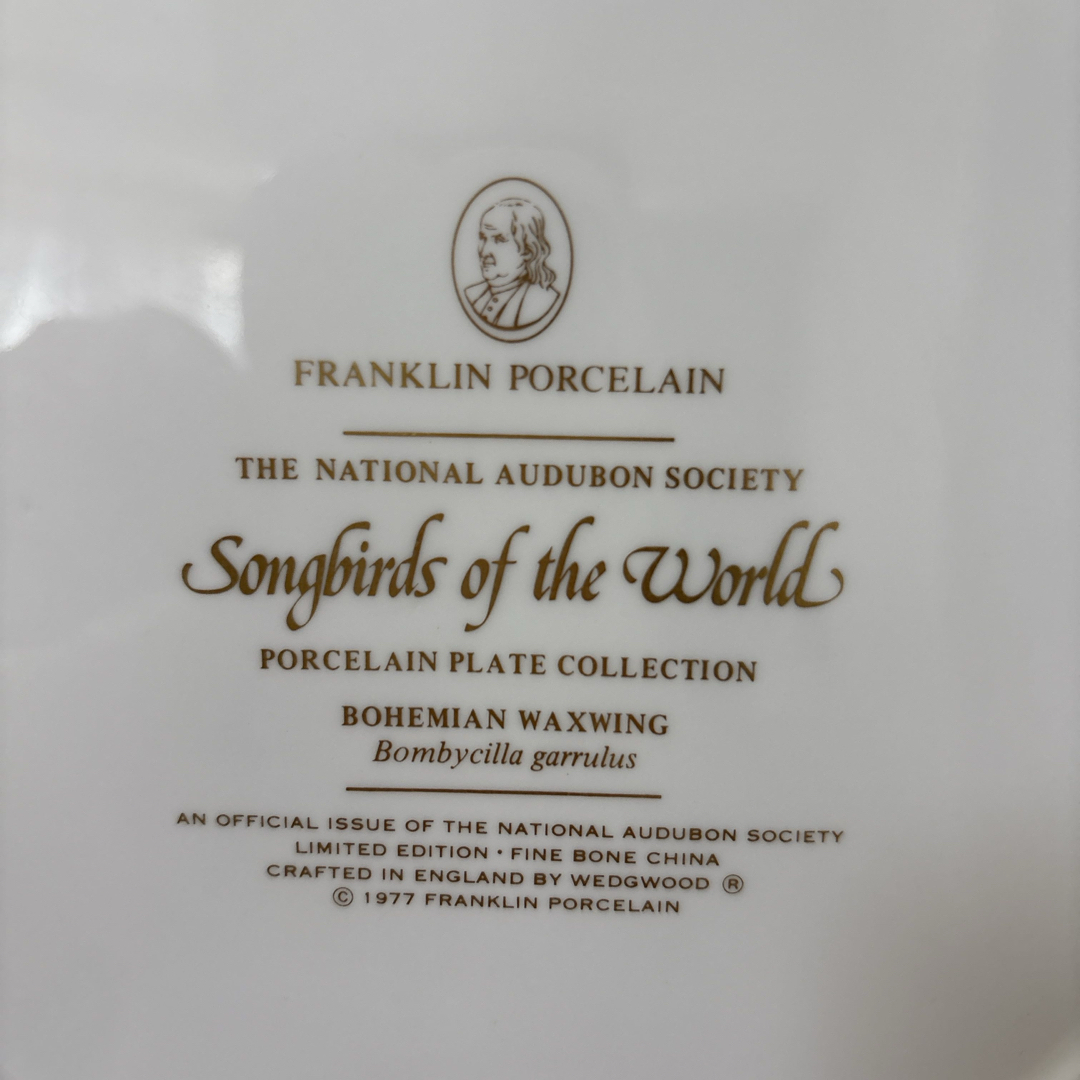 FRANKLIN PORCELAIN
THE NATIONAL AUDUBON SOCIETY
Songbirds of the World
PORCELAIN PLATE COLLECTION
BOHEMIAN WAXWING
Bombycilla garrulus
AN OFFICIAL ISSUE OF THE NATIONAL AUDUBON SOCIETY
LIMITED EDITION • FINE BONE CHINA
CRAFTED IN ENGLAND BY WEDGWOOD ®
© 1977 FRANKLIN PORCELAIN